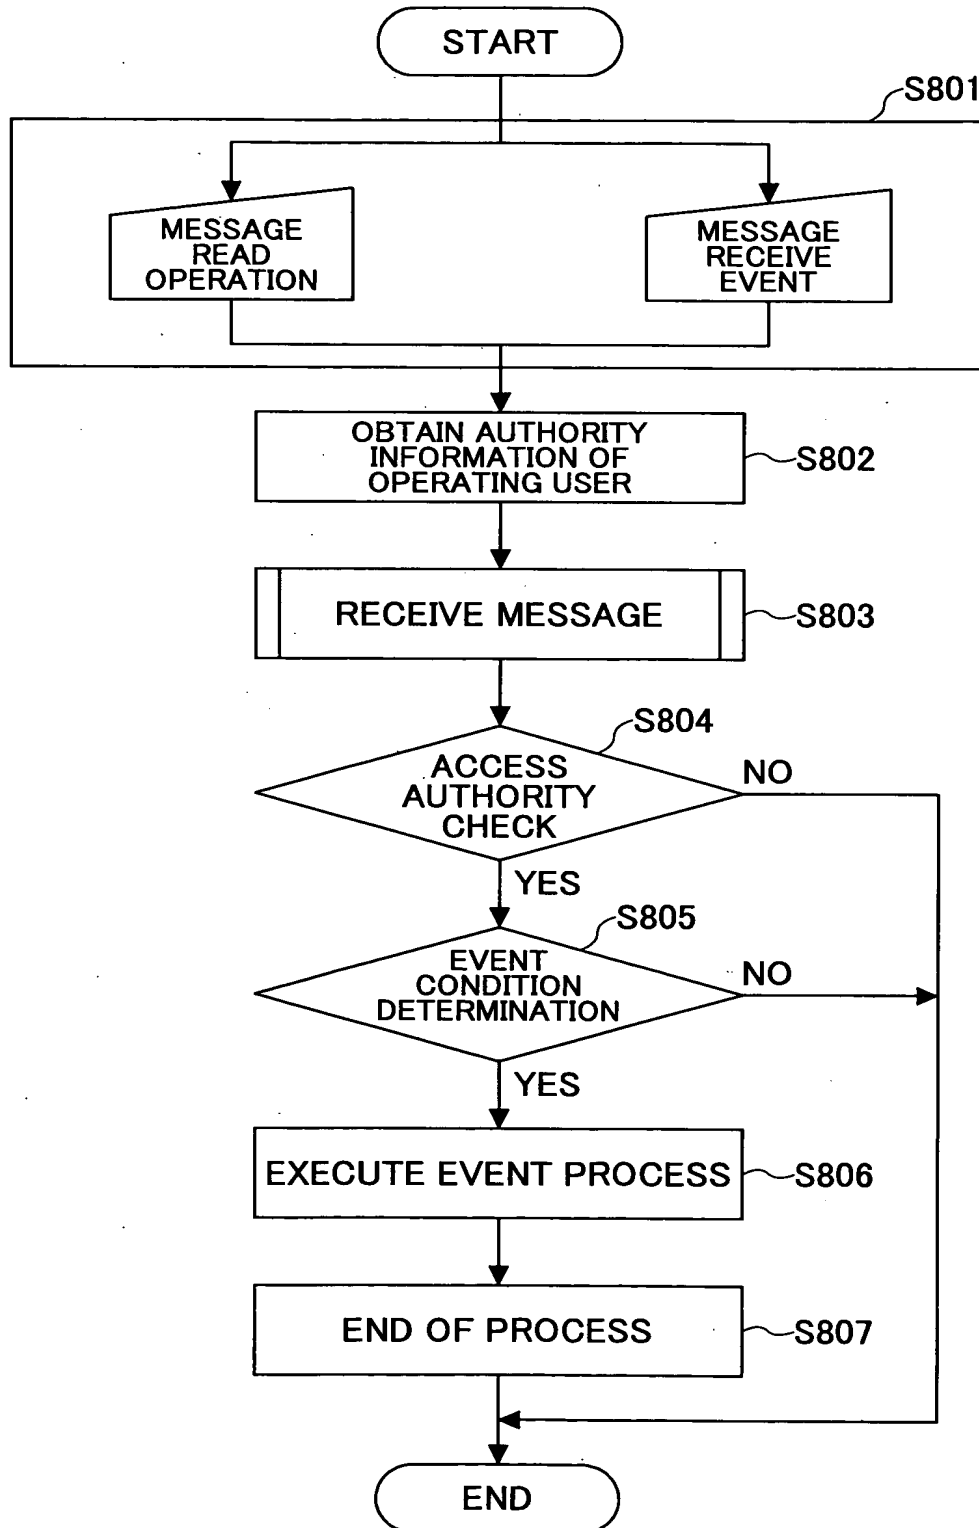 START
S801
MESSAGE
READ
OPERATION
MESSAGE
RECEIVE
EVENT
OBTAIN AUTHORITY
INFORMATION OF
OPERATING USER
S802
RECEIVE MESSAGE
S803
S804
ACCESS
AUTHORITY
CHECK
NO
YES
S805
EVENT
CONDITION
DETERMINATION
NO
YES
EXECUTE EVENT PROCESS
S806
END OF PROCESS
S807
END